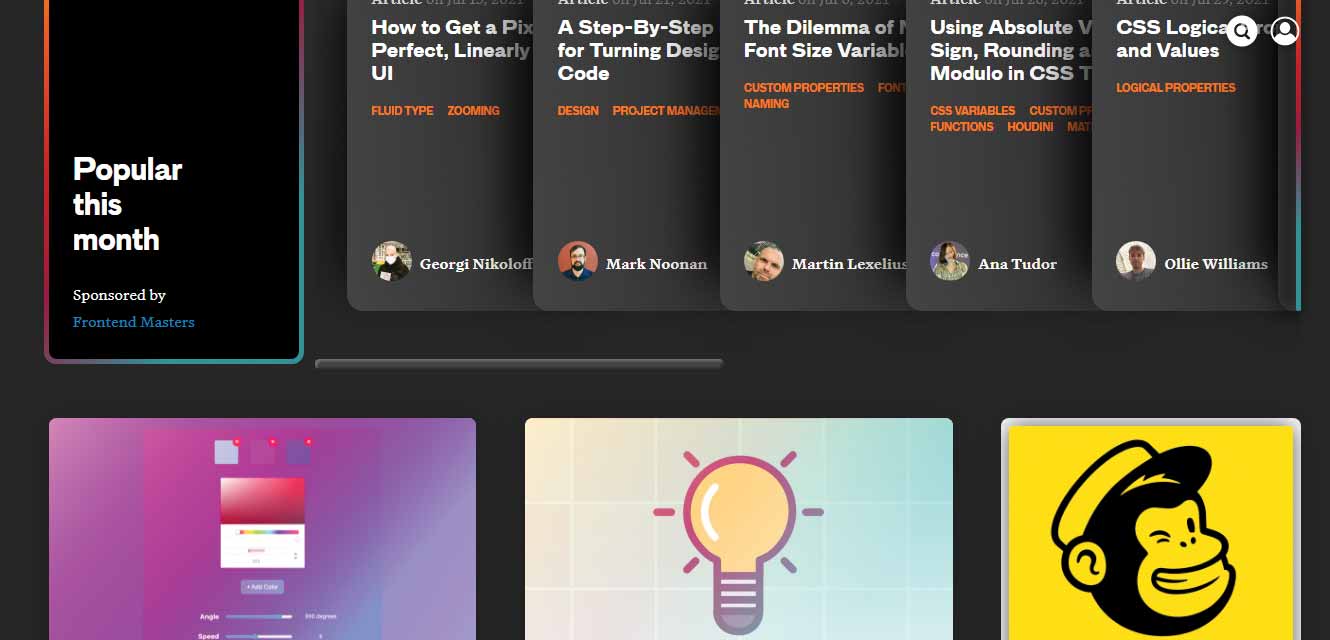 Popular
this
month
Sponsored by
Frontend Masters
Article on Jul 15, 2021
How to Get a Pix
Perfect, Linearly
UI
FLUID TYPE ZOOMING
Georgi Nikoloff
Article on Jul 21, 2021
A Step-By-Step
for Turning Desig
Code
DESIGN PROJECT MANAGEM
Mark Noonan
Article on Jul 6, 2021
The Dilemma of N
Font Size Variabl
CUSTOM PROPERTIES FONT
NAMING
Martin Lexelius
Article on Jul 28, 2021
Using Absolute V
Sign, Rounding a
Modulo in CSS T
CSS VARIABLES CUSTOM PR
FUNCTIONS HOUDINI MAT
Ana Tudor
Article on Jul 29, 2021
CSS Logical Pro
and Values
LOGICAL PROPERTIES
Ollie Williams
+ Add Color
Angle
Speed